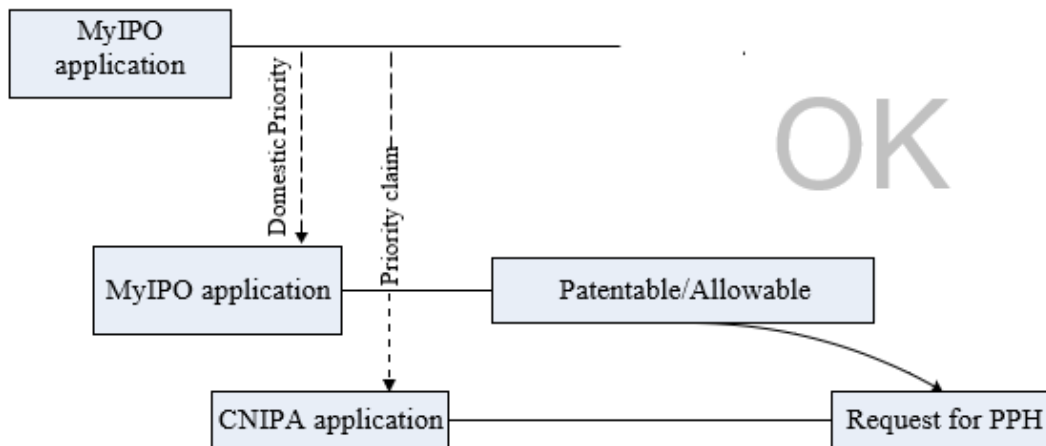 MyIPO
application
OK
Domestic Priority
Priority claim
MyIPO application
Patentable/Allowable
CNIPA application
Request for PPH